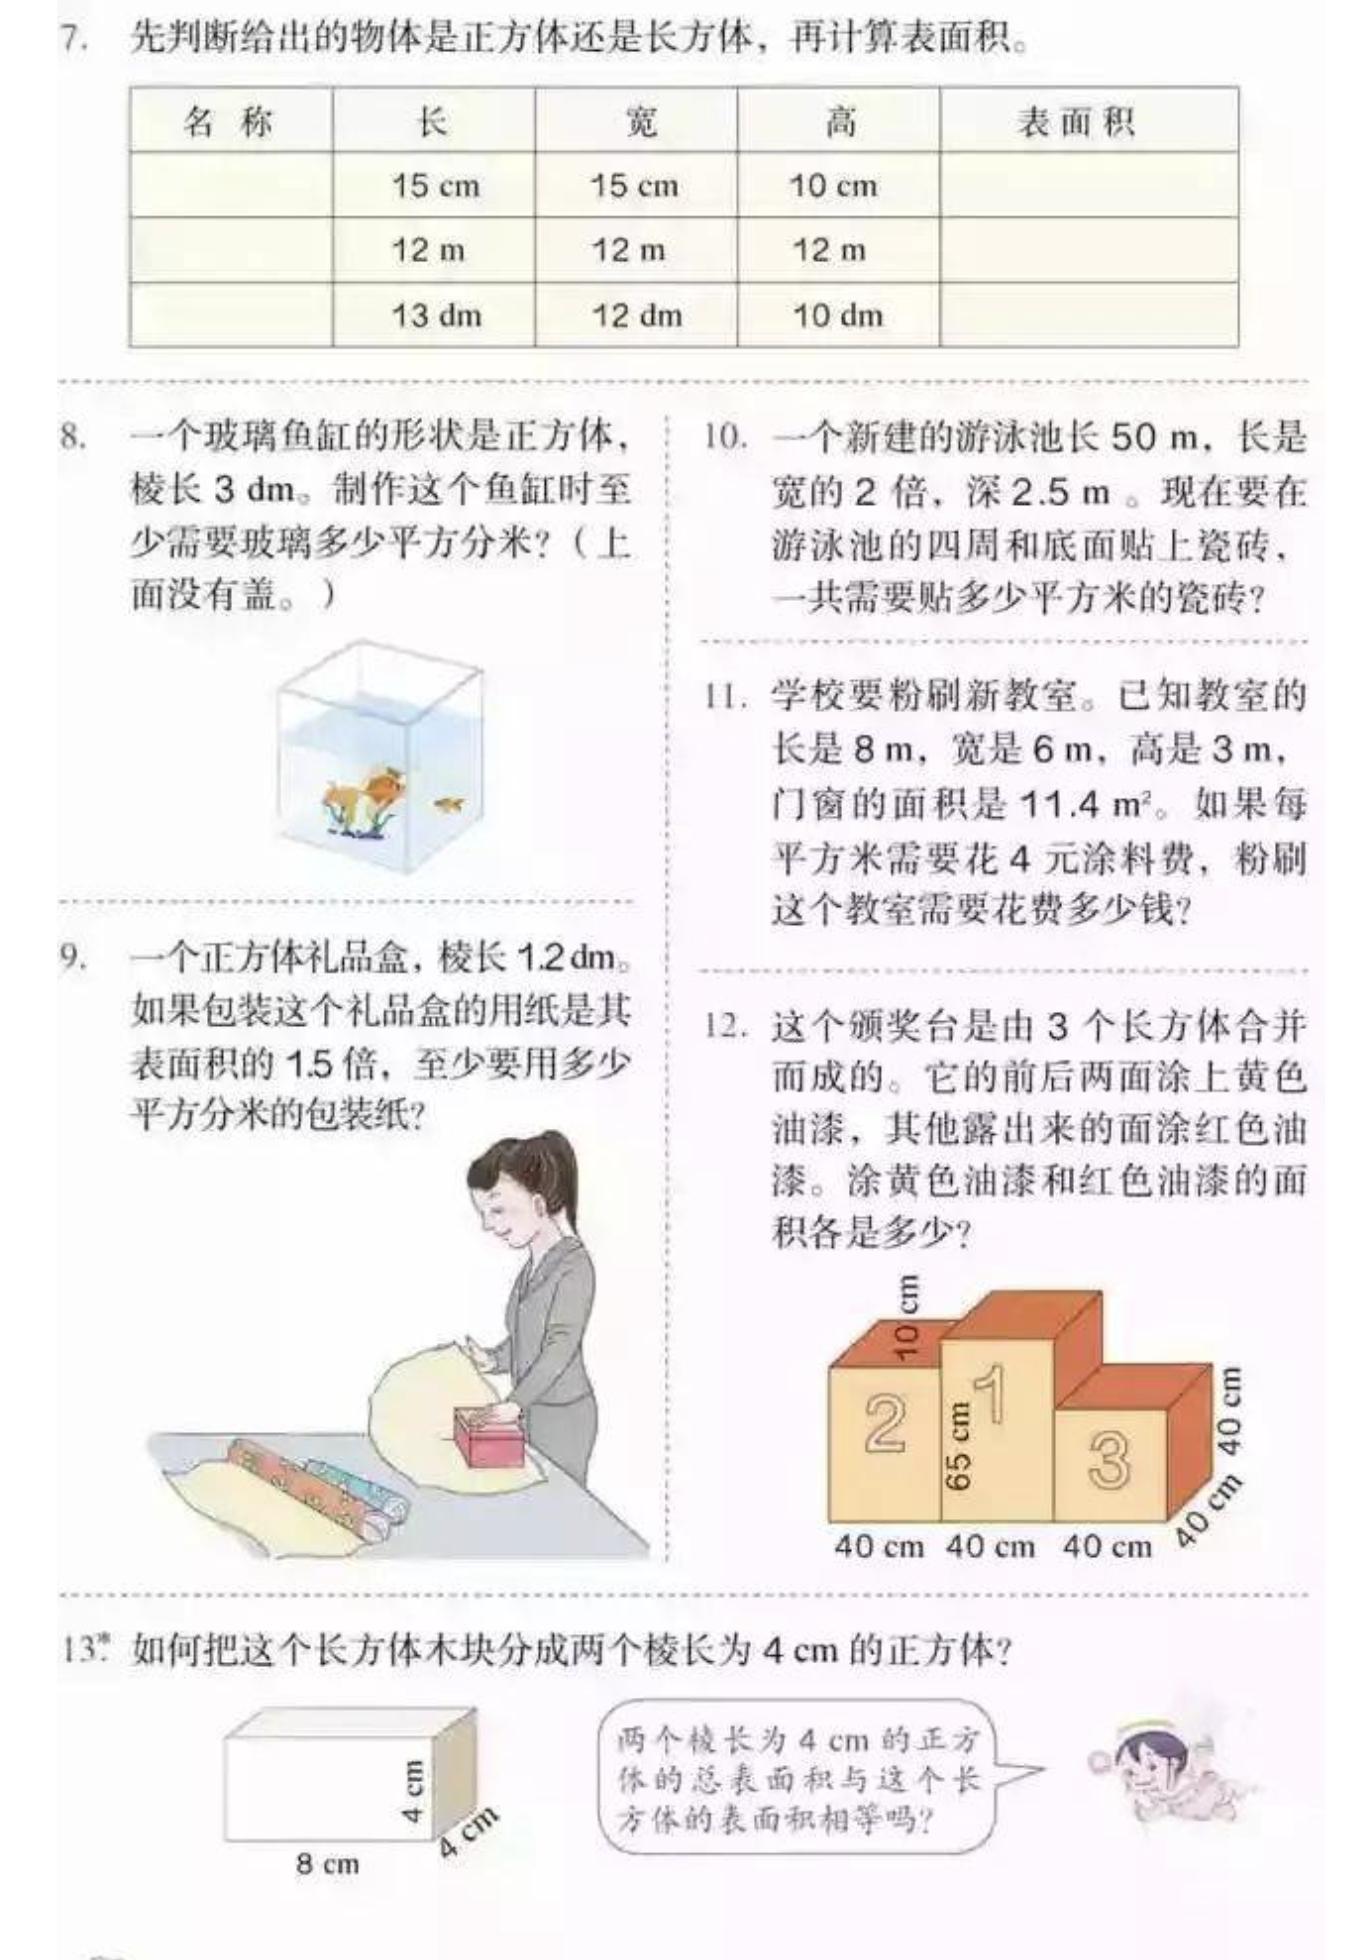 7. 先判断给出的物体是正方体还是长方体，再计算表面积。
名 称 长 宽 高 表面积
15 cm 15 cm 10 cm
12 m 12 m 12 m
13 dm 12 dm 10 dm
8. 一个玻璃鱼缸的形状是正方体，
棱长 3 dm。制作这个鱼缸时至
少需要玻璃多少平方分米？（上
面没有盖。）
9. 一个正方体礼品盒，棱长 1.2 dm。
如果包装这个礼品盒的用纸是其
表面积的 1.5 倍，至少要用多少
平方分米的包装纸？
10. 一个新建的游泳池长 50 m，长是
宽的 2 倍，深 2.5 m 。现在要在
游泳池的四周和底面贴上瓷砖，
一共需要贴多少平方米的瓷砖？
11. 学校要粉刷新教室。已知教室的
长是 8 m，宽是 6 m，高是 3 m，
门窗的面积是 11.4 m²。如果每
平方米需要花 4 元涂料费，粉刷
这个教室需要花费多少钱？
12. 这个颁奖台是由 3 个长方体合并
而成的。它的前后两面涂上黄色
油漆，其他露出来的面涂红色油
漆。涂黄色油漆和红色油漆的面
积各是多少？
10 cm
2
1
65 cm
3
40 cm
40 cm
40 cm 40 cm 40 cm
13* 如何把这个长方体木块分成两个棱长为 4 cm 的正方体？
4 cm
4 cm
8 cm
两个棱长为 4 cm 的正方
体的总表面积与这个长
方体的表面积相等吗？